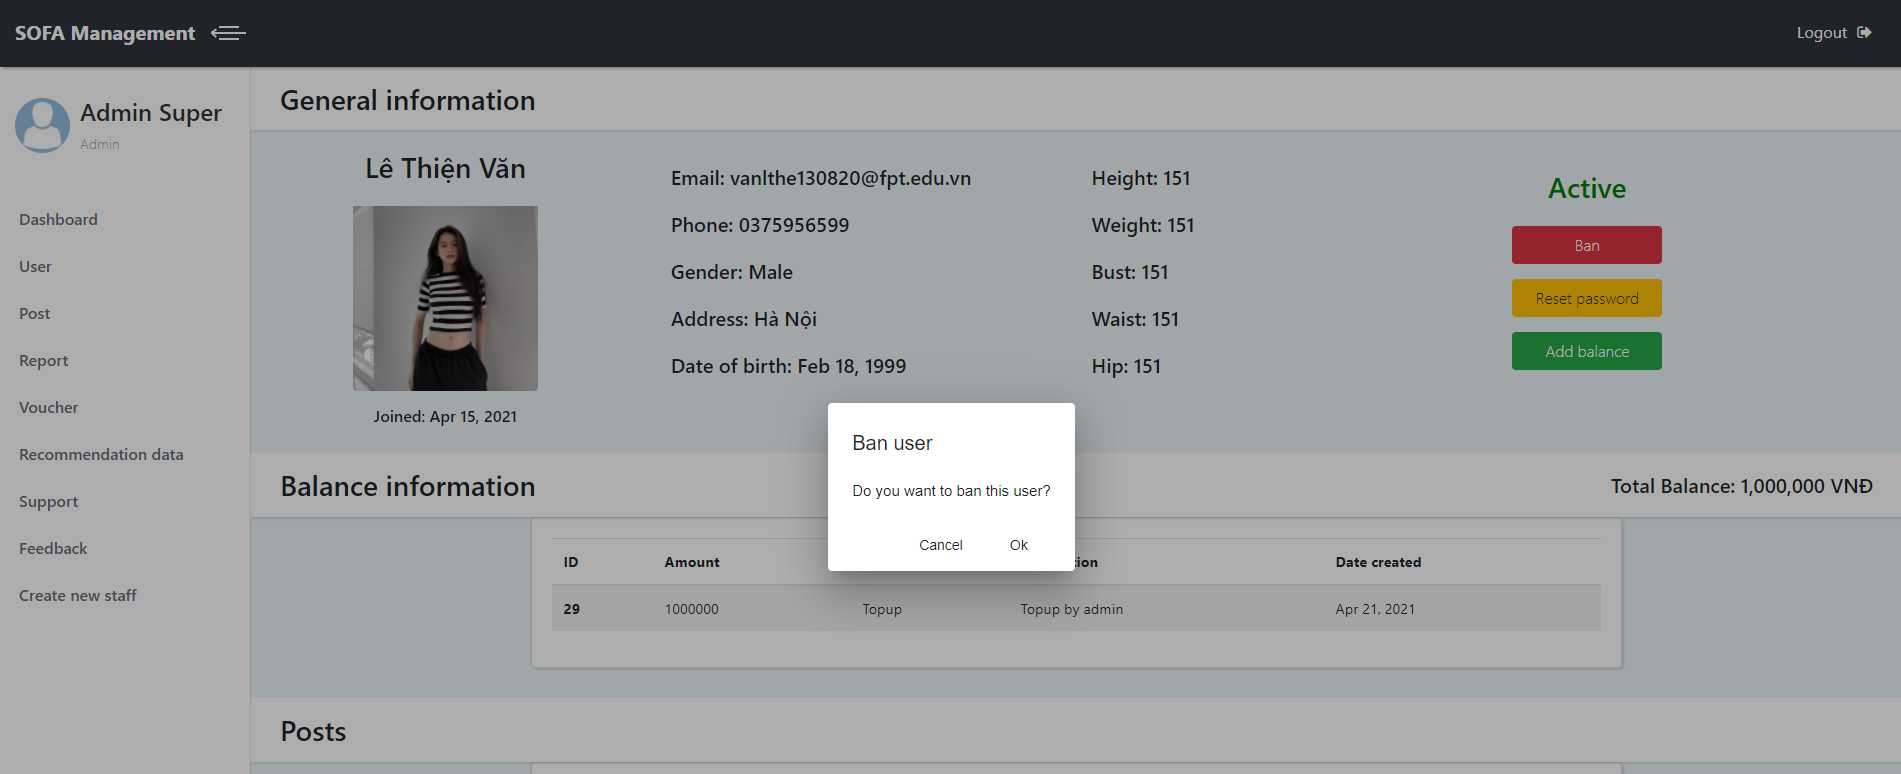 SOFA Management
Logout
Admin Super
Admin
Dashboard
User
Post
Report
Voucher
Recommendation data
Support
Feedback
Create new staff
General information
Lê Thiện Văn
Joined: Apr 15, 2021
Email: vanlthe130820@fpt.edu.vn
Phone: 0375956599
Gender: Male
Address: Hà Nội
Date of birth: Feb 18, 1999
Height: 151
Weight: 151
Bust: 151
Waist: 151
Hip: 151
Active
Ban
Reset password
Add balance
Ban user
Do you want to ban this user?
Cancel Ok
Balance information
Total Balance: 1,000,000 VNĐ
ID Amount Date created
29 1000000 Topup Topup by admin Apr 21, 2021
Posts